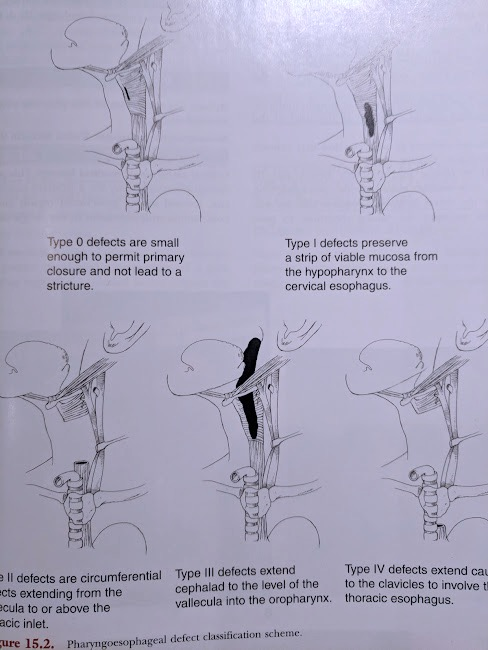 Type 0 defects are small
enough to permit primary
closure and not lead to a
stricture.
Type I defects preserve
a strip of viable mucosa from
the hypopharynx to the
cervical esophagus.
e II defects are circumferential
cts extending from the
ecula to or above the
acic inlet.
Type III defects extend
cephalad to the level of the
vallecula into the oropharynx.
Type IV defects extend cau
to the clavicles to involve t
thoracic esophagus.
ure 15.2. Pharyngoesophageal defect classification scheme.